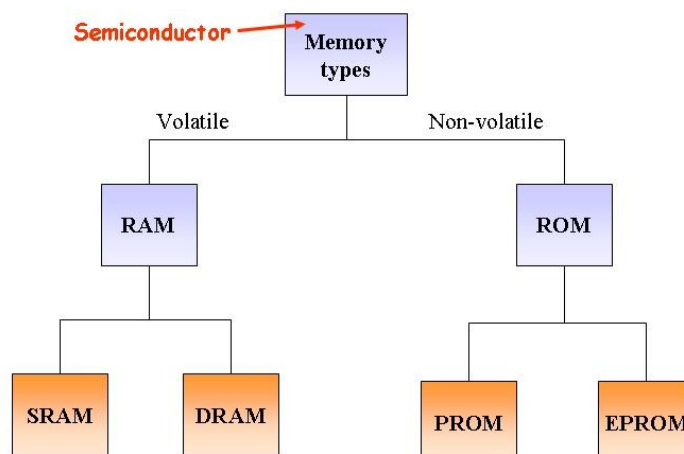 Semiconductor
Memory
types
Volatile
Non-volatile
RAM
ROM
SRAM
DRAM
PROM
EPROM